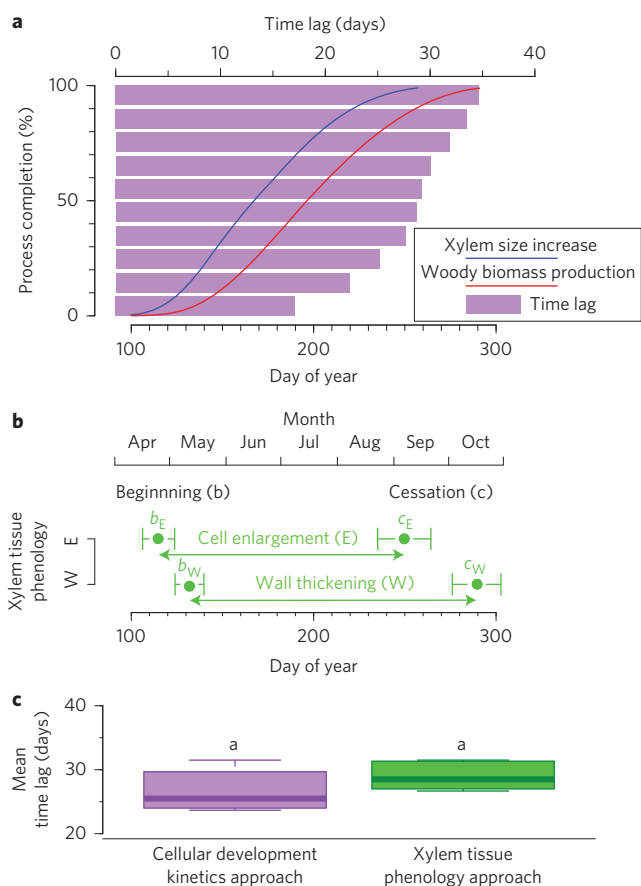 a
Time lag (days)
0 10 20 30 40
Process completion (%)
100
50
0
Xylem size increase
Woody biomass production
Time lag
100 200 300
Day of year
b
Month
Apr May Jun Jul Aug Sep Oct
Beginnning (b) Cessation (c)
Xylem tissue
phenology
E
W
bE cE
Cell enlargement (E)
bW cW
Wall thickening (W)
100 200 300
Day of year
c
Mean
time lag (days)
40
30
20
a a
Cellular development
kinetics approach
Xylem tissue
phenology approach